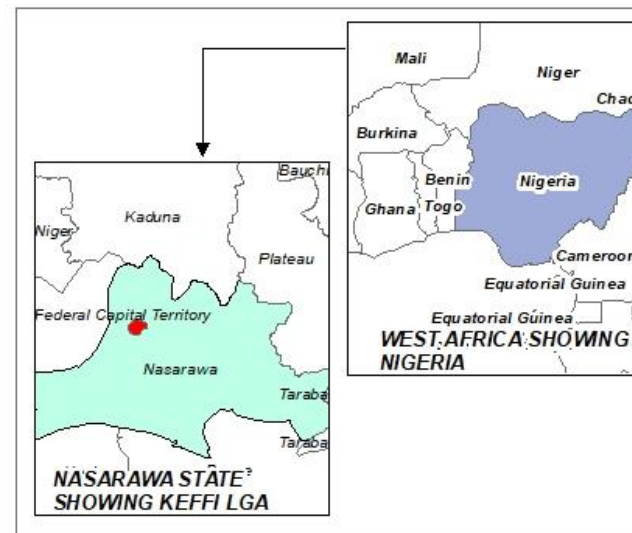 Mali
Niger
Chad
Burkina
Benin
Nigeria
Ghana
Togo
Cameroon
Equatorial Guinea
Equatorial Guinea
WEST AFRICA SHOWING
NIGERIA
Bauchi
Kaduna
Niger
Plateau
Federal Capital Territory
Nasarawa
Taraba
Taraba
NASARAWA STATE
SHOWING KEFFI LGA